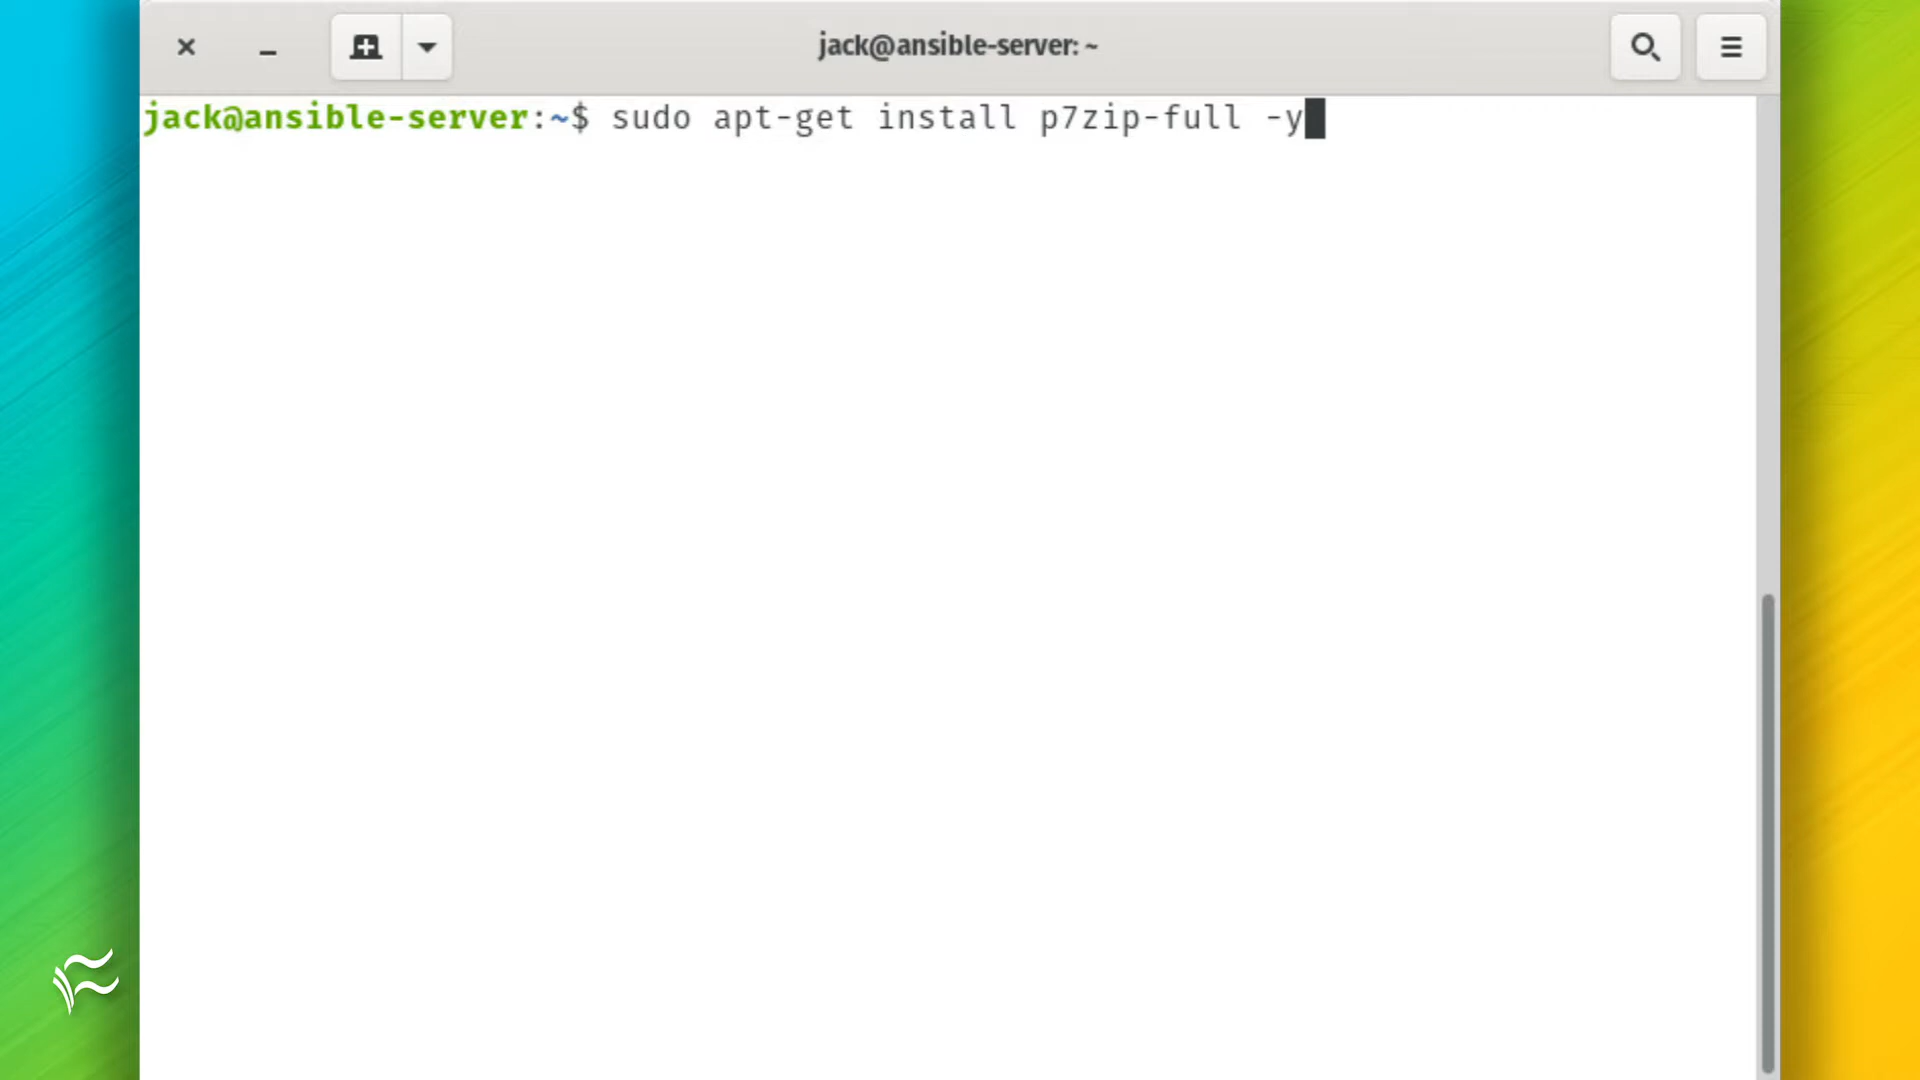 jack@ansible-server: ~
jack@ansible-server:~$ sudo apt-get install p7zip-full -y